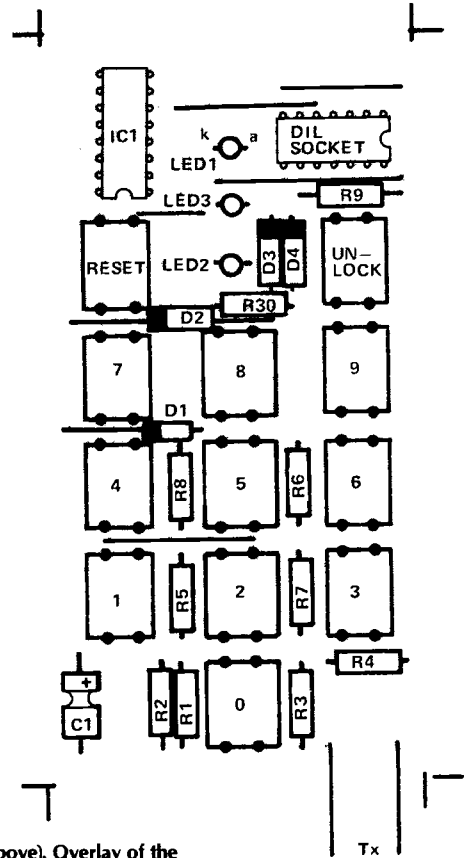 IC1
k a
DIL
SOCKET
LED1
LED3
R9
RESET
LED2
D3
D4
UN–
LOCK
R30
D2
7
8
9
D1
4
R8
5
R6
6
1
R5
2
R7
3
R4
+
C1
R2
R1
0
R3
Tx
bove). Overlay of the